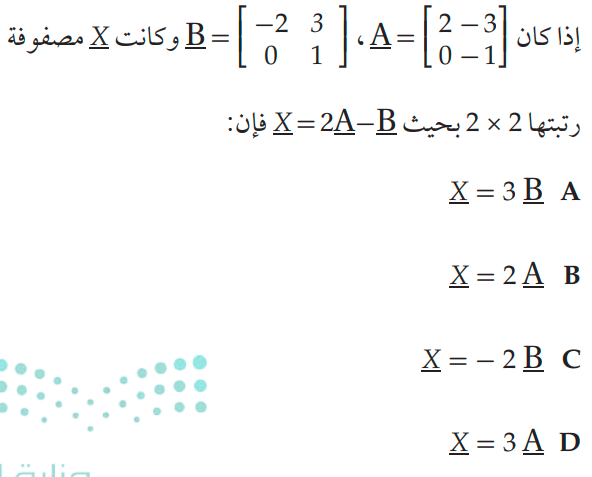 إذا كان A = [2 −3 0 −1] ، B = [−2 3 0 1] وكانت X مصفوفة
رتبتها 2 × 2 بحيث X = 2A−B فإن:
A X = 3 B
B X = 2 A
C X = − 2 B
D X = 3 A